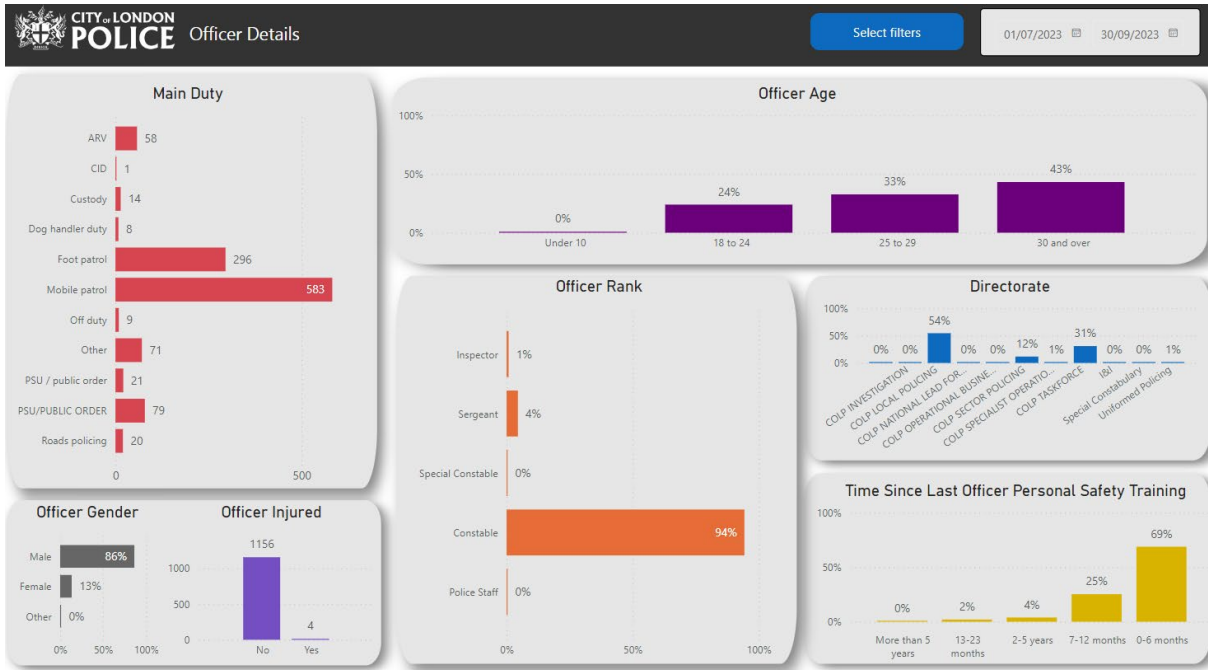 CITY of LONDON
POLICE
Officer Details
Select filters
01/07/2023
30/09/2023
Main Duty
ARV 58
CID 1
Custody 14
Dog handler duty 8
Foot patrol 296
Mobile patrol 583
Off duty 9
Other 71
PSU / public order 21
PSU/PUBLIC ORDER 79
Roads policing 20
0 500
Officer Age
100%
50%
0%
0% 24% 33% 43%
Under 10 18 to 24 25 to 29 30 and over
Officer Rank
Inspector 1%
Sergeant 4%
Special Constable 0%
Constable 94%
Police Staff 0%
0% 50% 100%
Directorate
100%
50%
0%
0% 0% 54% 0% 0% 12% 1% 31% 0% 0% 1%
COLP INVESTIGATION
COLP LOCAL POLICING
COLP NATIONAL LEAD FOR...
COLP OPERATIONAL BUSINE...
COLP SECTOR POLICING
COLP SPECIALIST OPERATIO...
COLP TASKFORCE
I&I
Special Constabulary
Uniformed Policing
Officer Gender
Male 86%
Female 13%
Other 0%
0% 50% 100%
Officer Injured
1000
500
0
1156 4
No Yes
Time Since Last Officer Personal Safety Training
100%
50%
0%
0% 2% 4% 25% 69%
More than 5 years
13-23 months
2-5 years
7-12 months
0-6 months